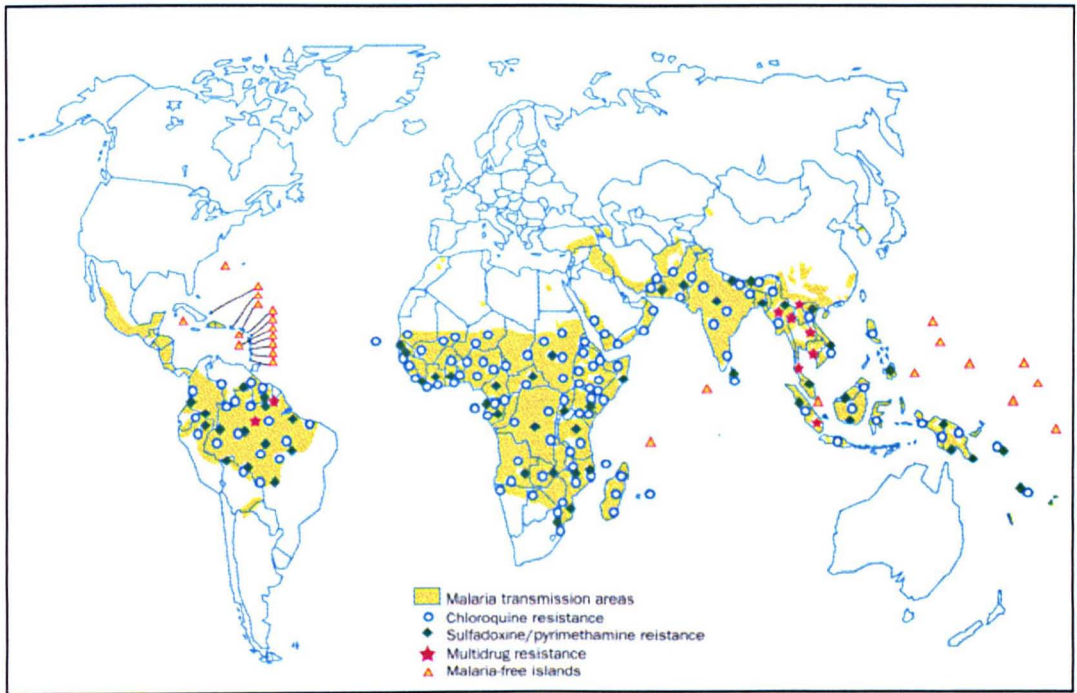 Malaria transmission areas
Chloroquine resistance
Sulfadoxine/pyrimethamine reistance
Multidrug resistance
Malaria-free islands